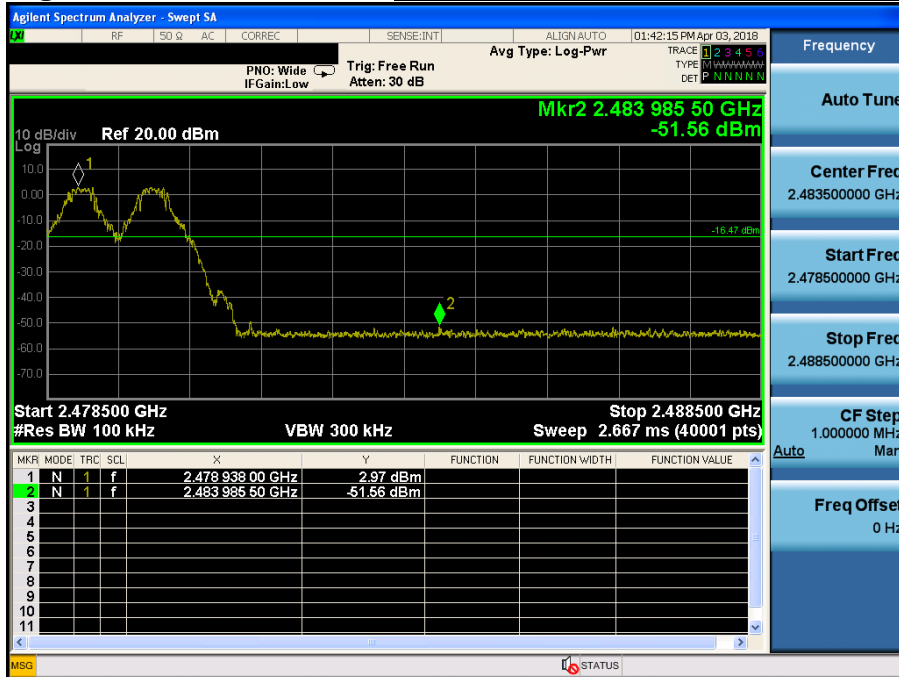 Agilent Spectrum Analyzer - Swept SA
LXI RF 50 Ω AC CORREC SENSE:INT ALIGN AUTO 01:42:15 PM Apr 03, 2018
Avg Type: Log-Pwr TRACE 1 2 3 4 5 6
PNO: Wide Trig: Free Run TYPE M WWWWW
IFGain:Low Atten: 30 dB DET P N N N N N
Mkr2 2.483 985 50 GHz
-51.56 dBm
10 dB/div Ref 20.00 dBm
Log
10.0
1
0.00
-10.0
-16.47 dBm
-20.0
-30.0
-40.0
2
-50.0
-60.0
-70.0
Start 2.478500 GHz Stop 2.488500 GHz
#Res BW 100 kHz VBW 300 kHz Sweep 2.667 ms (40001 pts)
MKR MODE TRC SCL X Y FUNCTION FUNCTION WIDTH FUNCTION VALUE
1 N 1 f 2.478 938 00 GHz 2.97 dBm
2 N 1 f 2.483 985 50 GHz -51.56 dBm
3
4
5
6
7
8
9
10
11
MSG STATUS
Frequency
Auto Tune
Center Freq
2.483500000 GHz
Start Freq
2.478500000 GHz
Stop Freq
2.488500000 GHz
CF Step
1.000000 MHz
Auto Man
Freq Offset
0 Hz